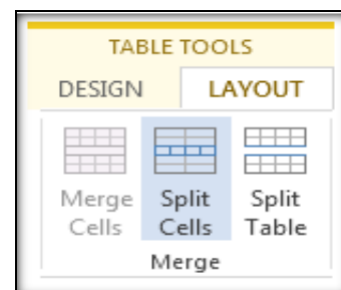 TABLE TOOLS
DESIGN LAYOUT
Merge Split Split
Cells Cells Table
Merge